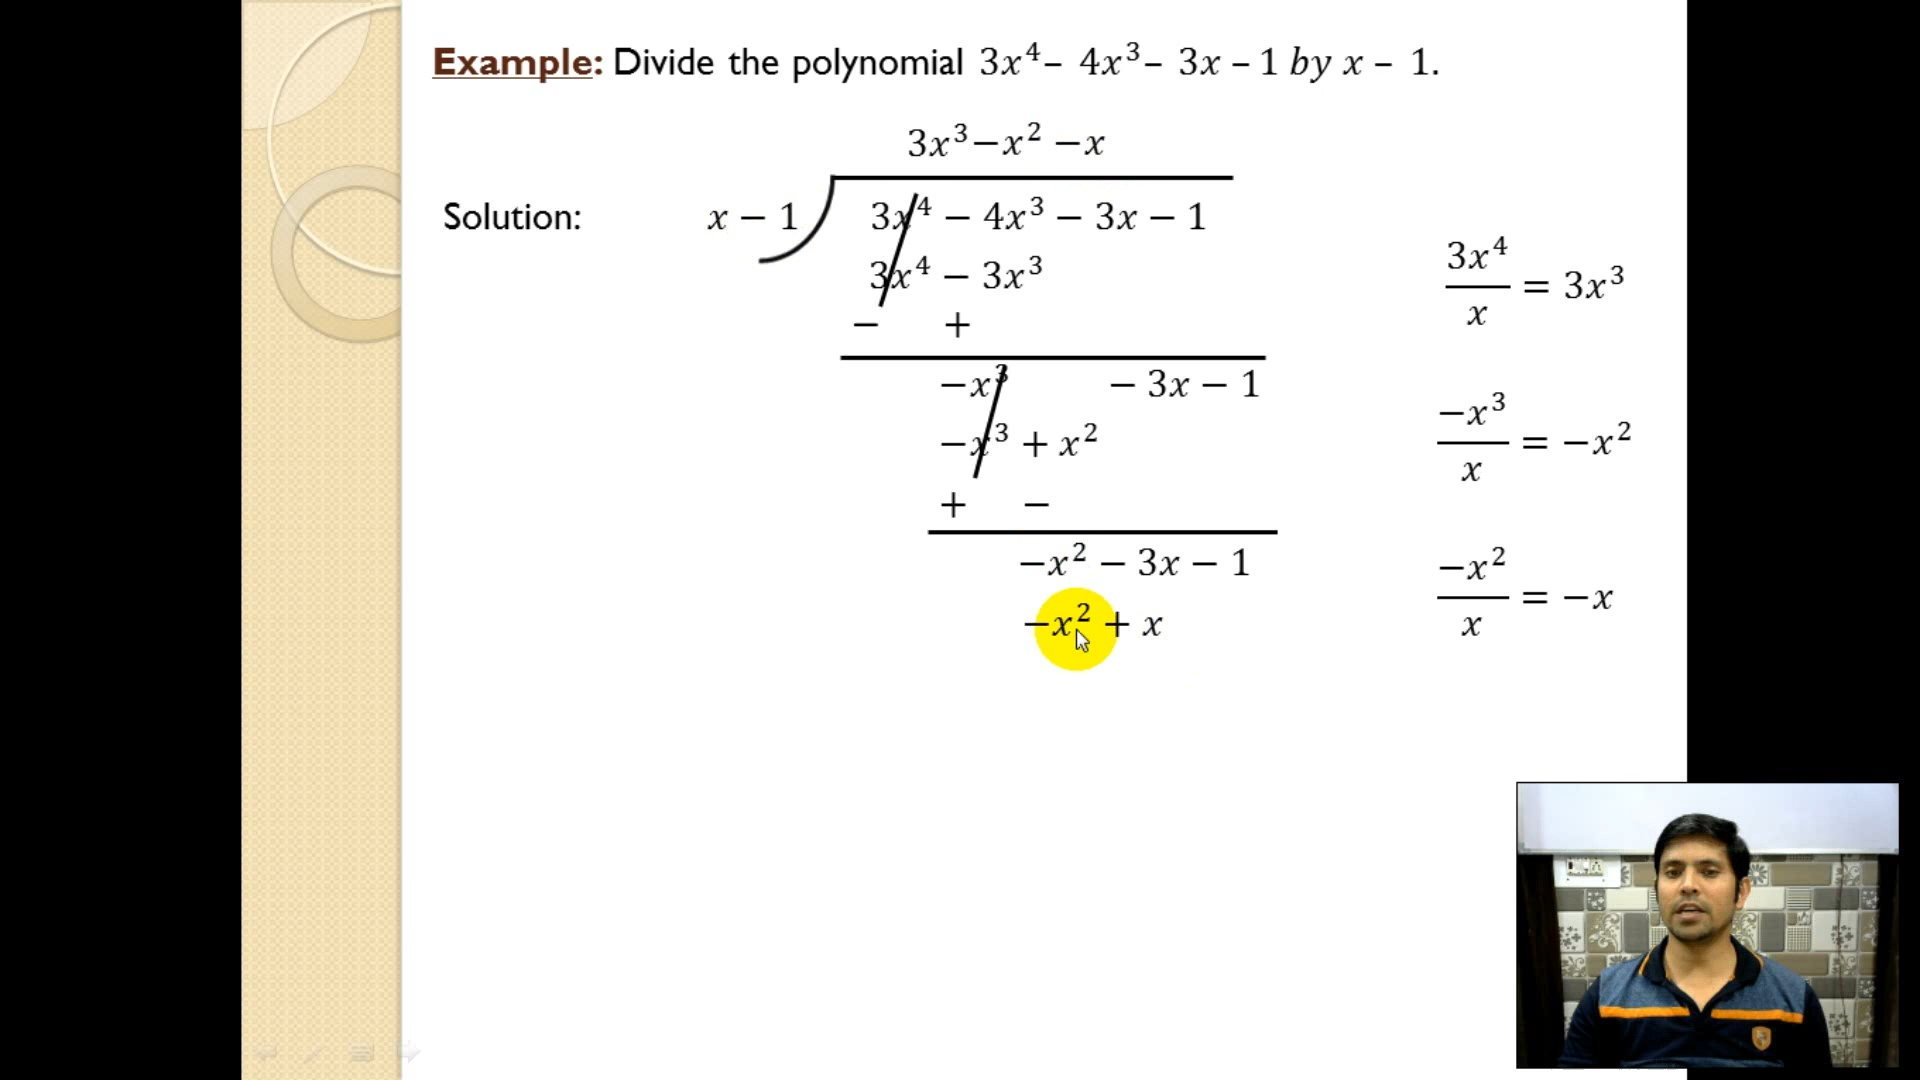 Example: Divide the polynomial 3x⁴– 4x³– 3x – 1 by x – 1.
3x³−x² −x
Solution: x − 1 3x⁴ − 4x³ − 3x − 1
3x⁴ − 3x³
− +
−x³ − 3x − 1
−x³ + x²
+ −
−x² − 3x − 1
−x² + x
3x⁴/x = 3x³
−x³/x = −x²
−x²/x = −x